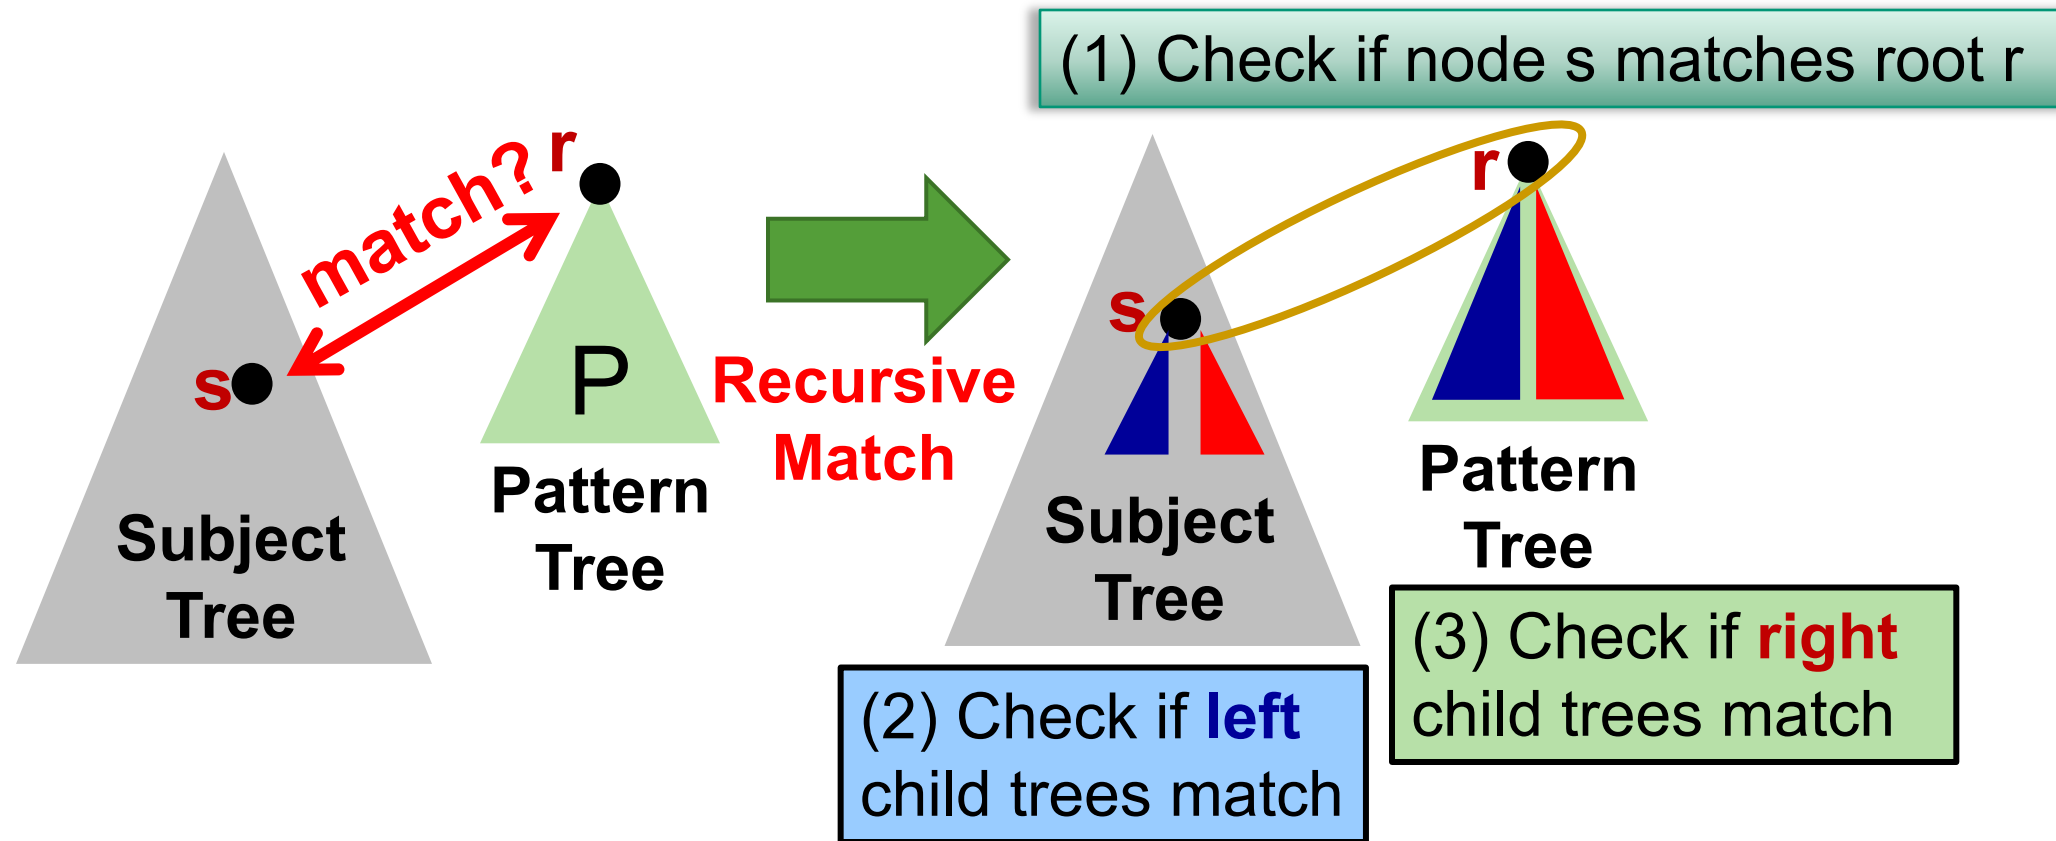 (1) Check if node s matches root r
match?
r
s
P
Subject
Tree
Pattern
Tree
Recursive
Match
r
s
Subject
Tree
Pattern
Tree
(2) Check if left
child trees match
(3) Check if right
child trees match